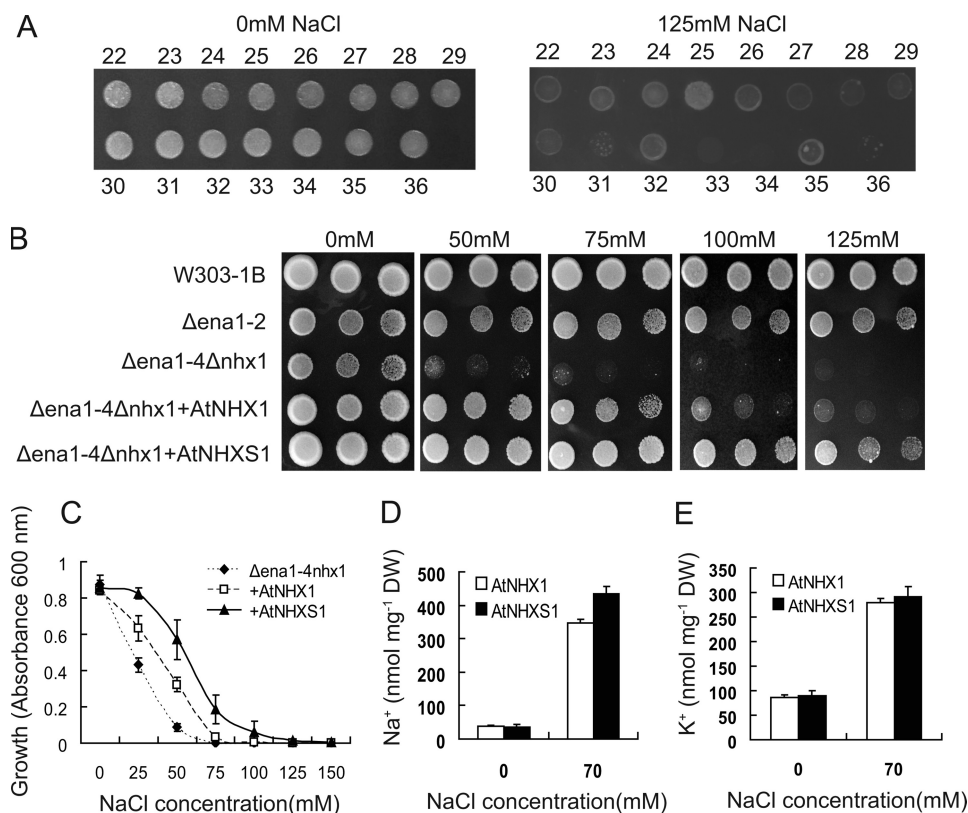 A
0mM NaCl
125mM NaCl
22 23 24 25 26 27 28 29
22 23 24 25 26 27 28 29
30 31 32 33 34 35 36
30 31 32 33 34 35 36
B
0mM 50mM 75mM 100mM 125mM
W303-1B
Δena1-2
Δena1-4Δnhx1
Δena1-4Δnhx1+AtNHX1
Δena1-4Δnhx1+AtNHXS1
C
Growth (Absorbance 600 nm)
1
0.8
0.6
0.4
0.2
0
Δena1-4nhx1
+AtNHX1
+AtNHXS1
0 25 50 75 100 125 150
NaCl concentration(mM)
D
Na⁺ (nmol mg⁻¹ DW)
500
400
300
200
100
0
AtNHX1
AtNHXS1
0 70
NaCl concentration(mM)
E
K⁺ (nmol mg⁻¹ DW)
350
300
250
200
150
100
50
0
AtNHX1
AtNHXS1
0 70
NaCl concentration(mM)